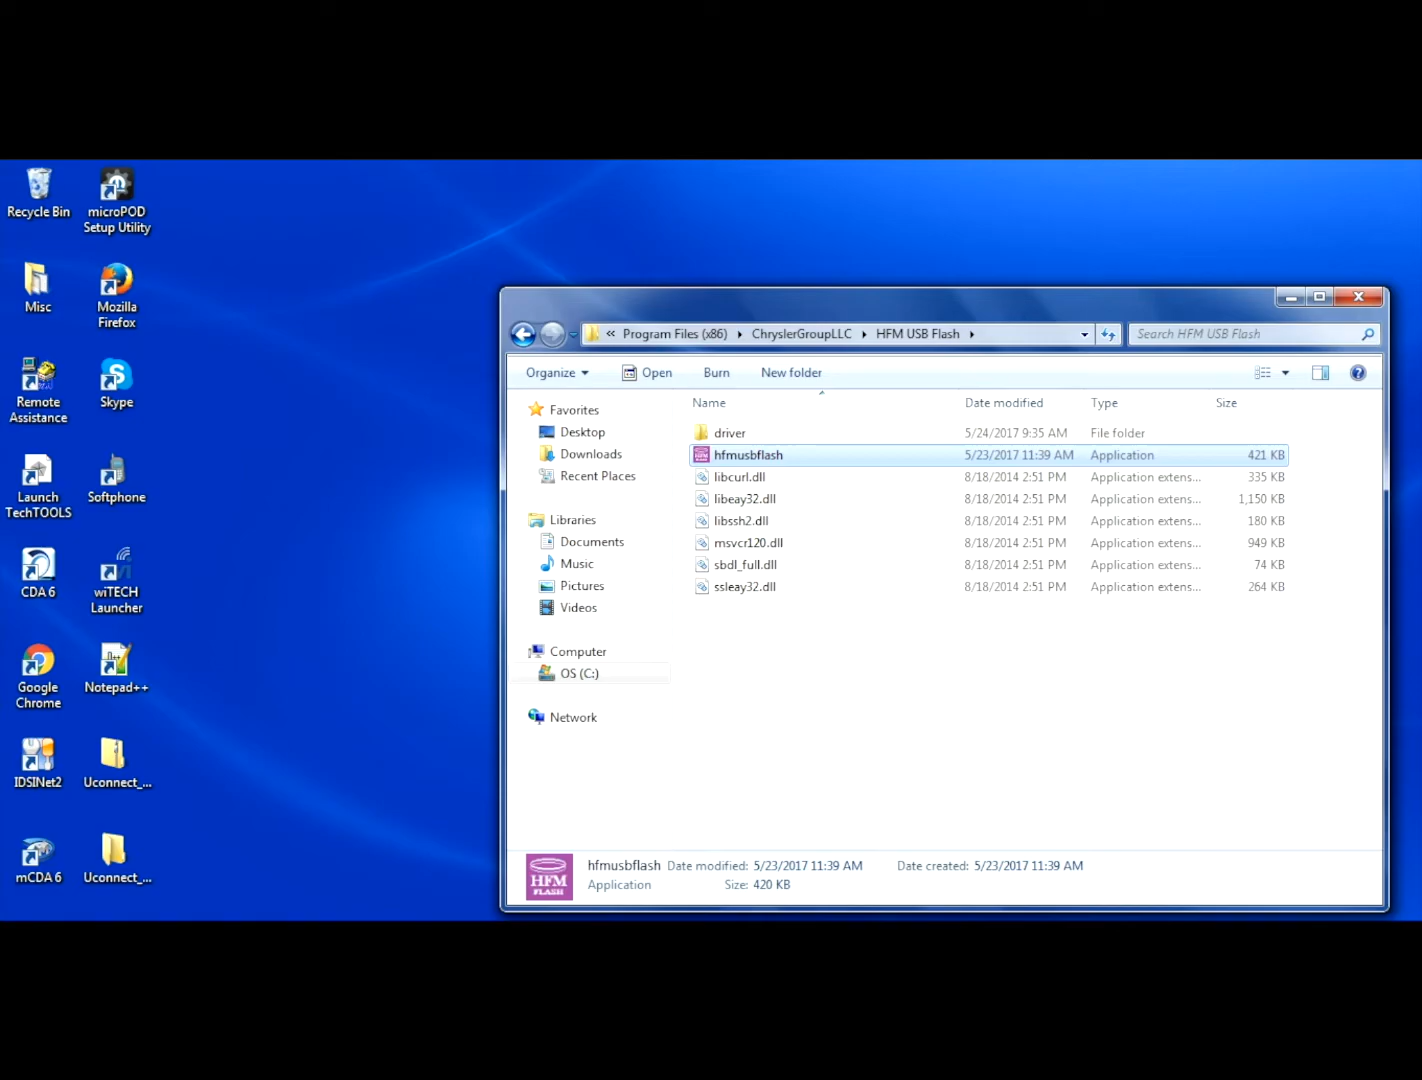 Recycle Bin
microPOD
Setup Utility
Misc
Mozilla
Firefox
Remote
Assistance
Skype
Launch
TechTOOLS
Softphone
CDA 6
wiTECH
Launcher
Google
Chrome
Notepad++
IDSINet2
Uconnect_...
mCDA 6
Uconnect_...
« Program Files (x86) ▸ ChryslerGroupLLC ▸ HFM USB Flash ▸
Search HFM USB Flash
Organize ▾ Open Burn New folder
Favorites
Desktop
Downloads
Recent Places
Libraries
Documents
Music
Pictures
Videos
Computer
OS (C:)
Network
Name Date modified Type Size
driver 5/24/2017 9:35 AM File folder
hfmusbflash 5/23/2017 11:39 AM Application 421 KB
libcurl.dll 8/18/2014 2:51 PM Application extens... 335 KB
libeay32.dll 8/18/2014 2:51 PM Application extens... 1,150 KB
libssh2.dll 8/18/2014 2:51 PM Application extens... 180 KB
msvcr120.dll 8/18/2014 2:51 PM Application extens... 949 KB
sbdl_full.dll 8/18/2014 2:51 PM Application extens... 74 KB
ssleay32.dll 8/18/2014 2:51 PM Application extens... 264 KB
HFM
FLASH
hfmusbflash Date modified: 5/23/2017 11:39 AM Date created: 5/23/2017 11:39 AM
Application Size: 420 KB